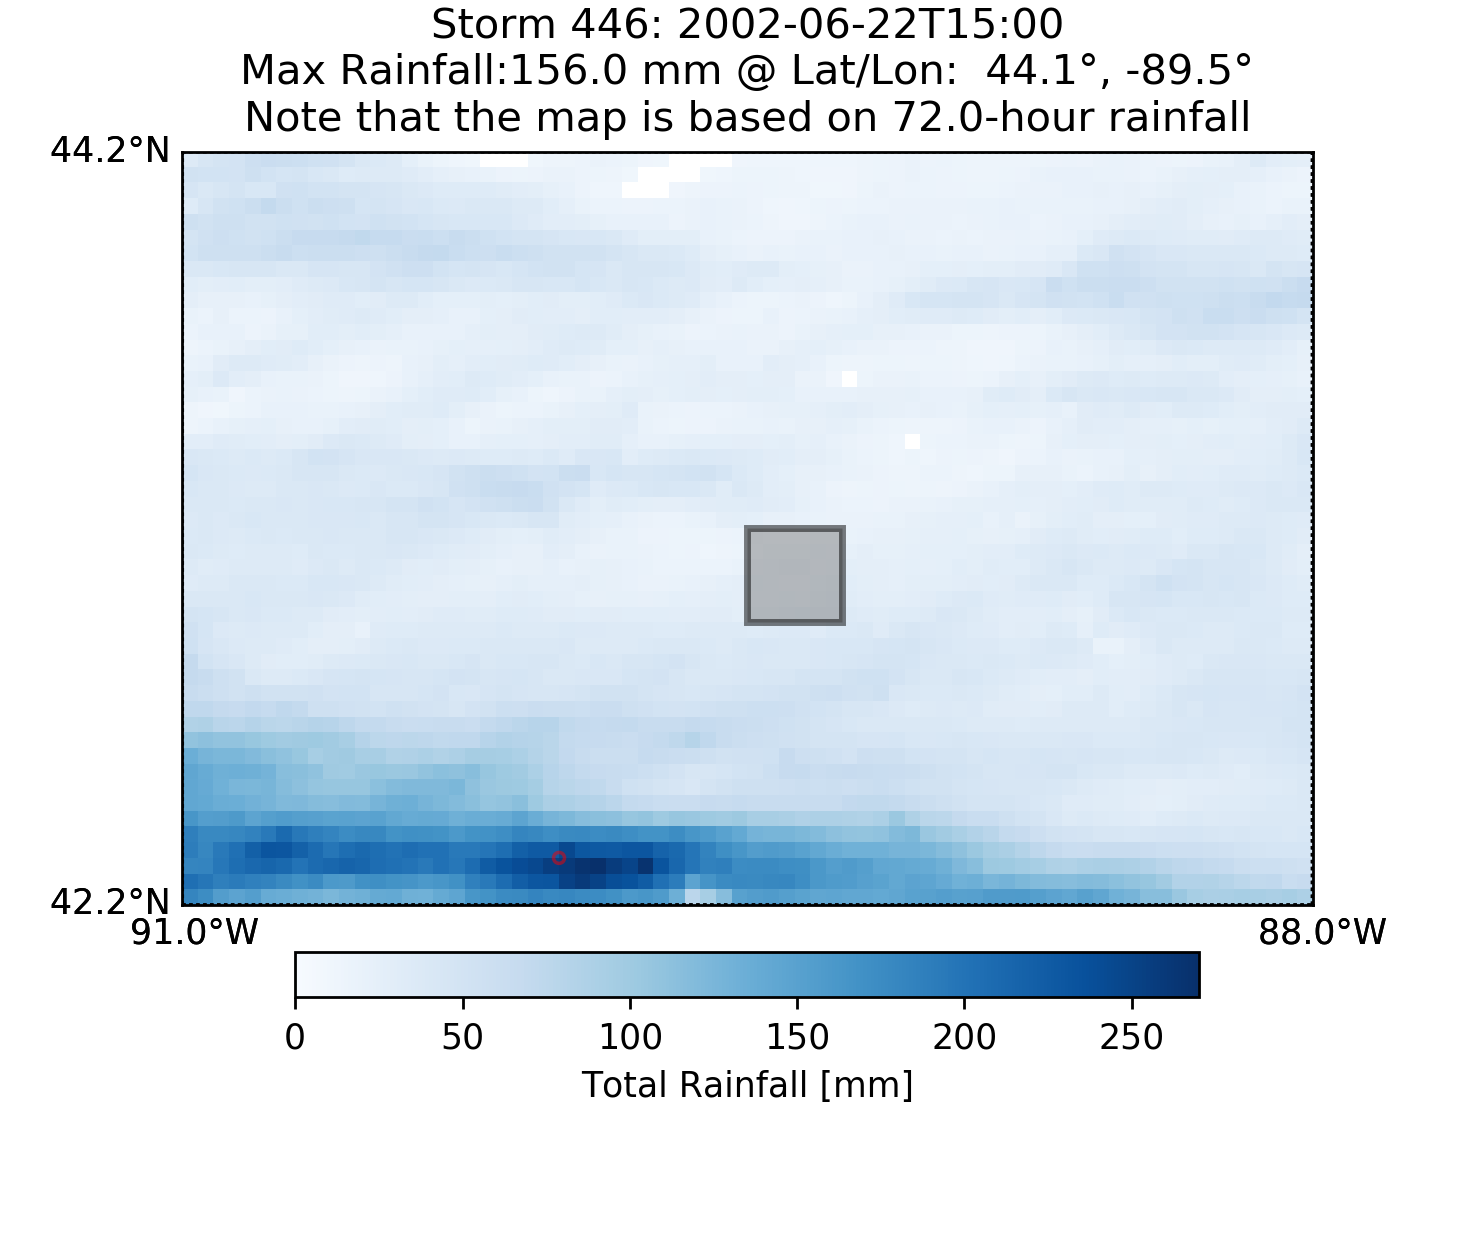 Storm 446: 2002-06-22T15:00
Max Rainfall:156.0 mm @ Lat/Lon:  44.1°, -89.5°
Note that the map is based on 72.0-hour rainfall
44.2°N
42.2°N
91.0°W 88.0°W
0 50 100 150 200 250
Total Rainfall [mm]